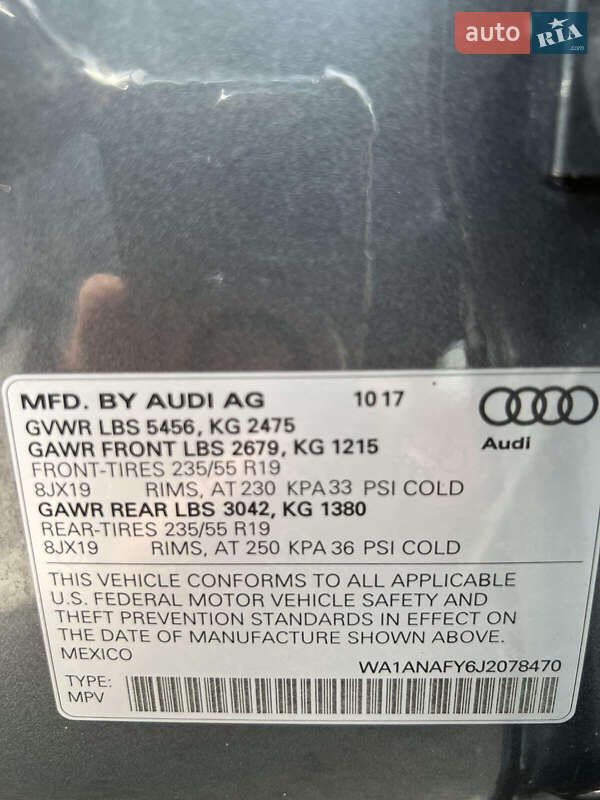 auto RIA.com
MFD. BY AUDI AG 10 17
GVWR LBS 5456, KG 2475
GAWR FRONT LBS 2679, KG 1215
Audi
FRONT-TIRES 235/55 R19
8JX19 RIMS, AT 230 KPA 33 PSI COLD
GAWR REAR LBS 3042, KG 1380
REAR-TIRES 235/55 R19
8JX19 RIMS, AT 250 KPA 36 PSI COLD
THIS VEHICLE CONFORMS TO ALL APPLICABLE
U.S. FEDERAL MOTOR VEHICLE SAFETY AND
THEFT PREVENTION STANDARDS IN EFFECT ON
THE DATE OF MANUFACTURE SHOWN ABOVE.
MEXICO WA1ANAFY6J2078470
TYPE:
MPV